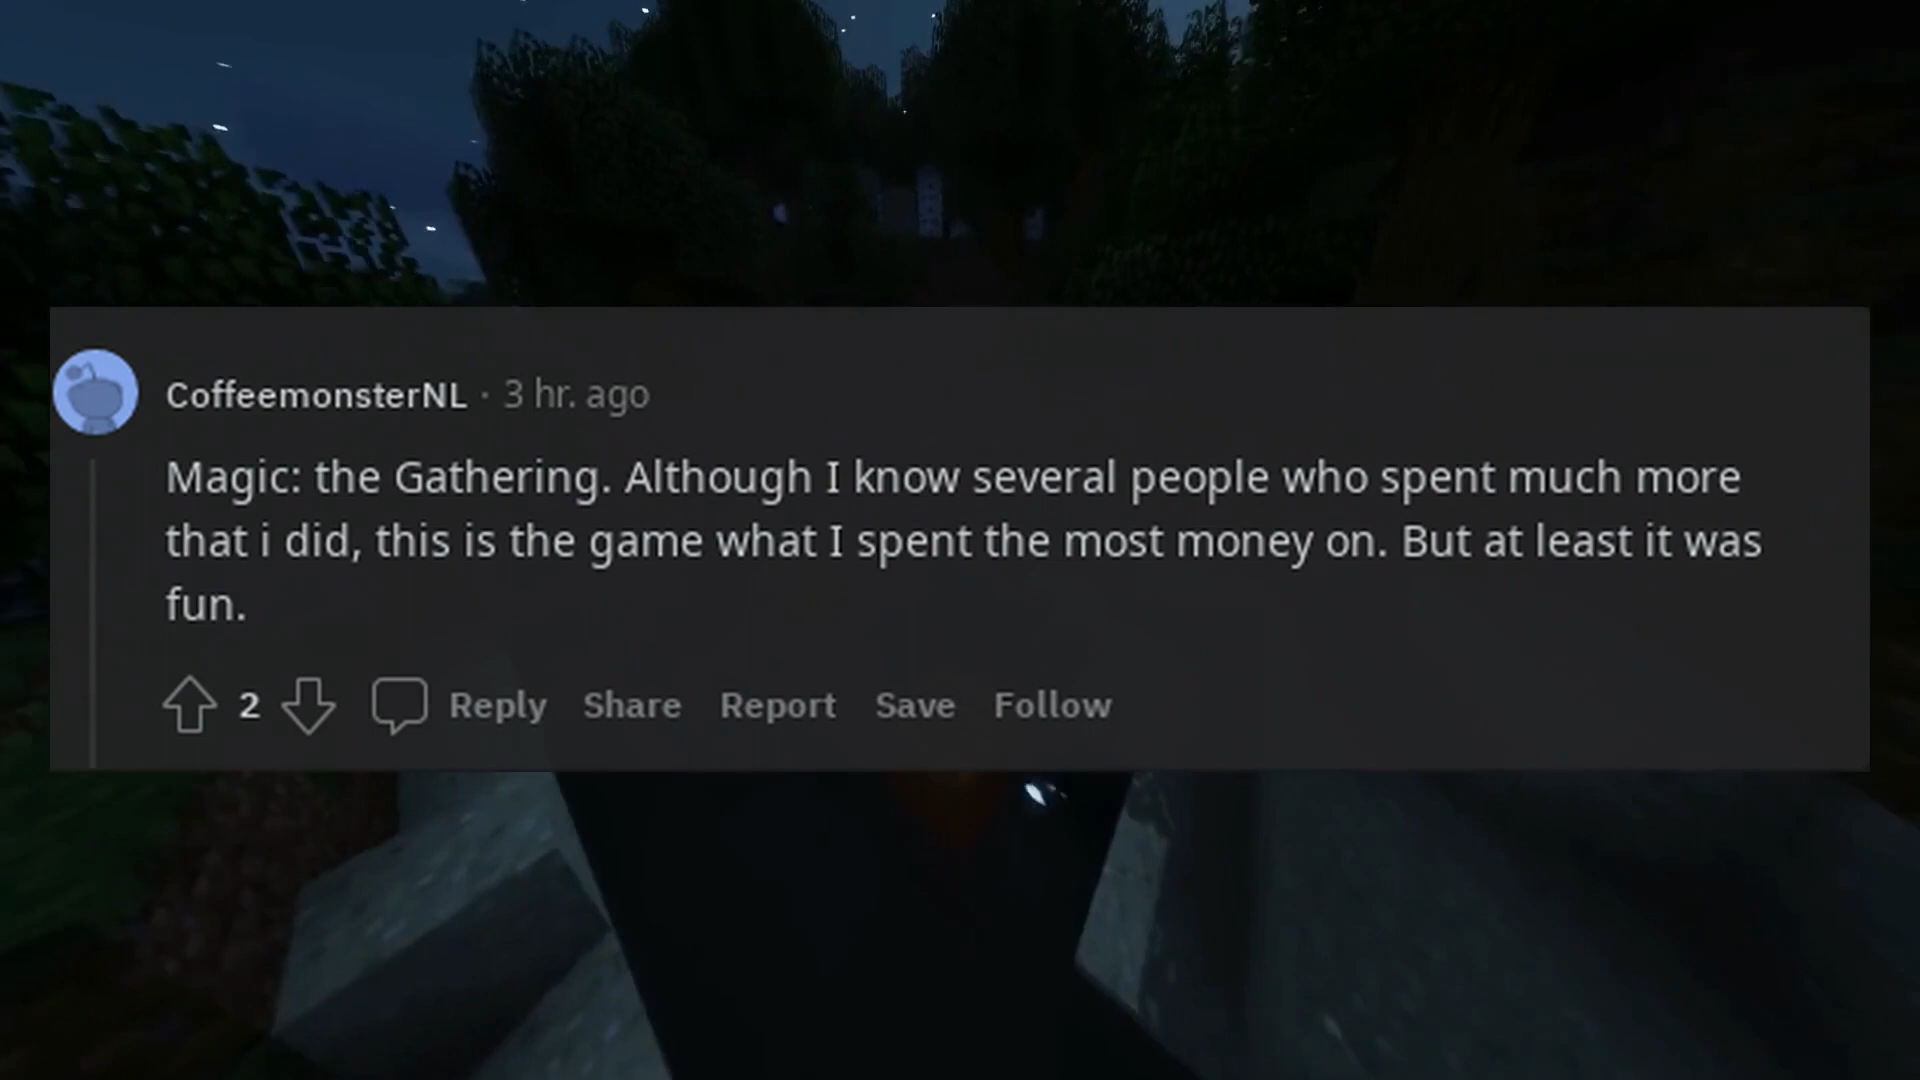 CoffeemonsterNL · 3 hr. ago
Magic: the Gathering. Although I know several people who spent much more
that i did, this is the game what I spent the most money on. But at least it was
fun.
2 Reply Share Report Save Follow